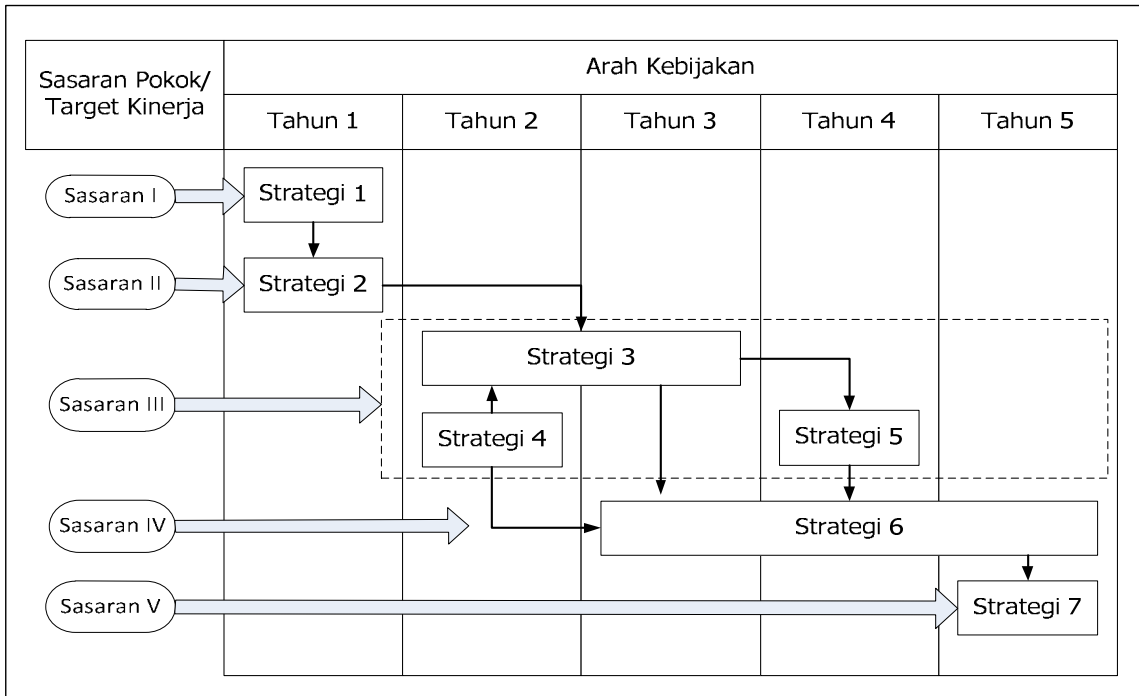 Sasaran Pokok/
Target Kinerja
Arah Kebijakan
Tahun 1
Tahun 2
Tahun 3
Tahun 4
Tahun 5
Sasaran I
Strategi 1
Sasaran II
Strategi 2
Strategi 3
Sasaran III
Strategi 4
Strategi 5
Sasaran IV
Strategi 6
Sasaran V
Strategi 7